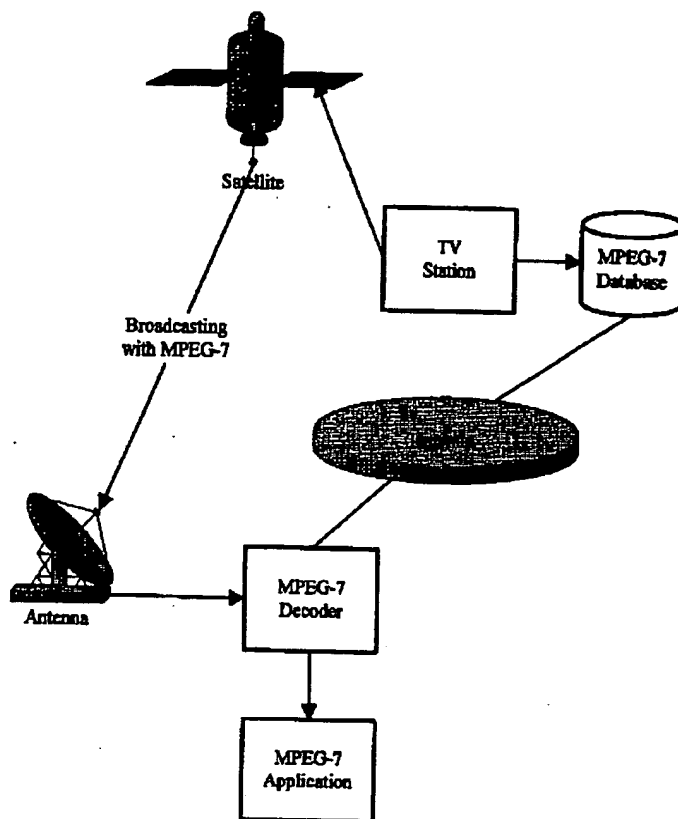 Satellite
TV
Station
MPEG-7
Database
Broadcasting
with MPEG-7
Antenna
MPEG-7
Decoder
MPEG-7
Application